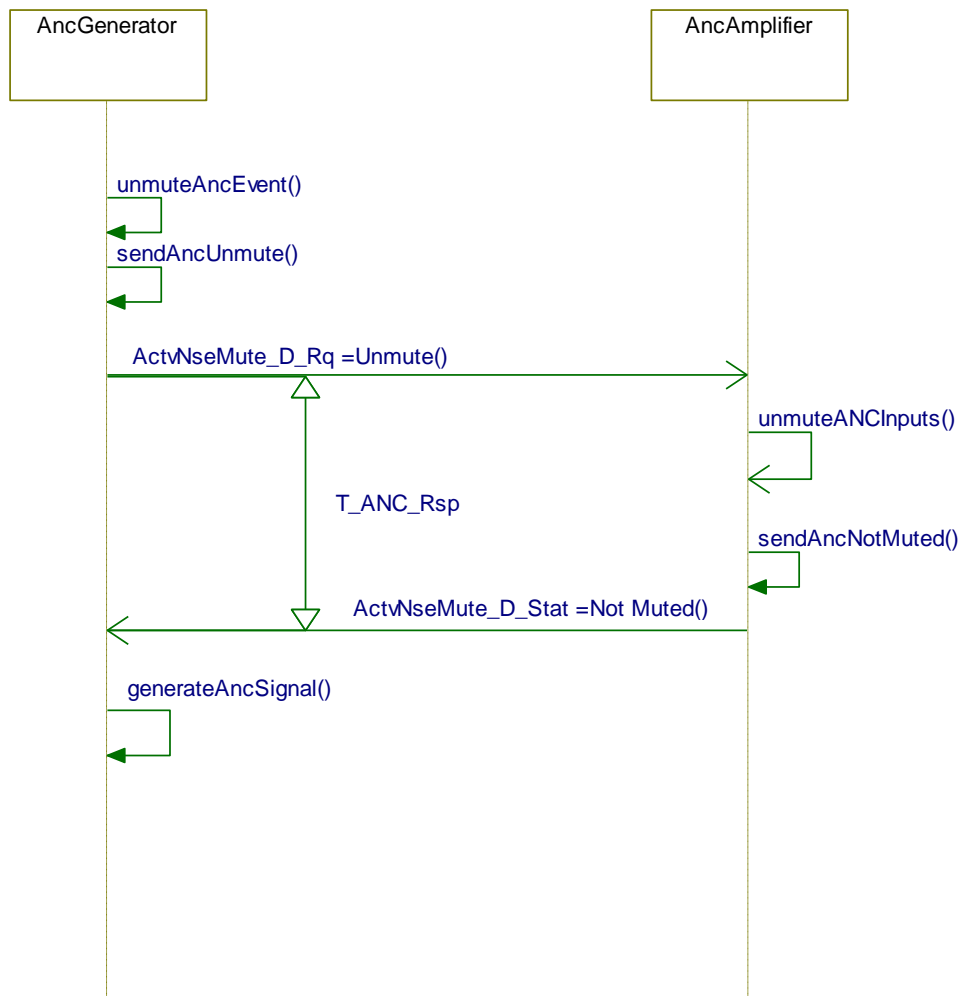 AncGenerator
AncAmplifier
unmuteAncEvent()
sendAncUnmute()
ActvNseMute_D_Rq =Unmute()
unmuteANCInputs()
T_ANC_Rsp
sendAncNotMuted()
ActvNseMute_D_Stat =Not Muted()
generateAncSignal()